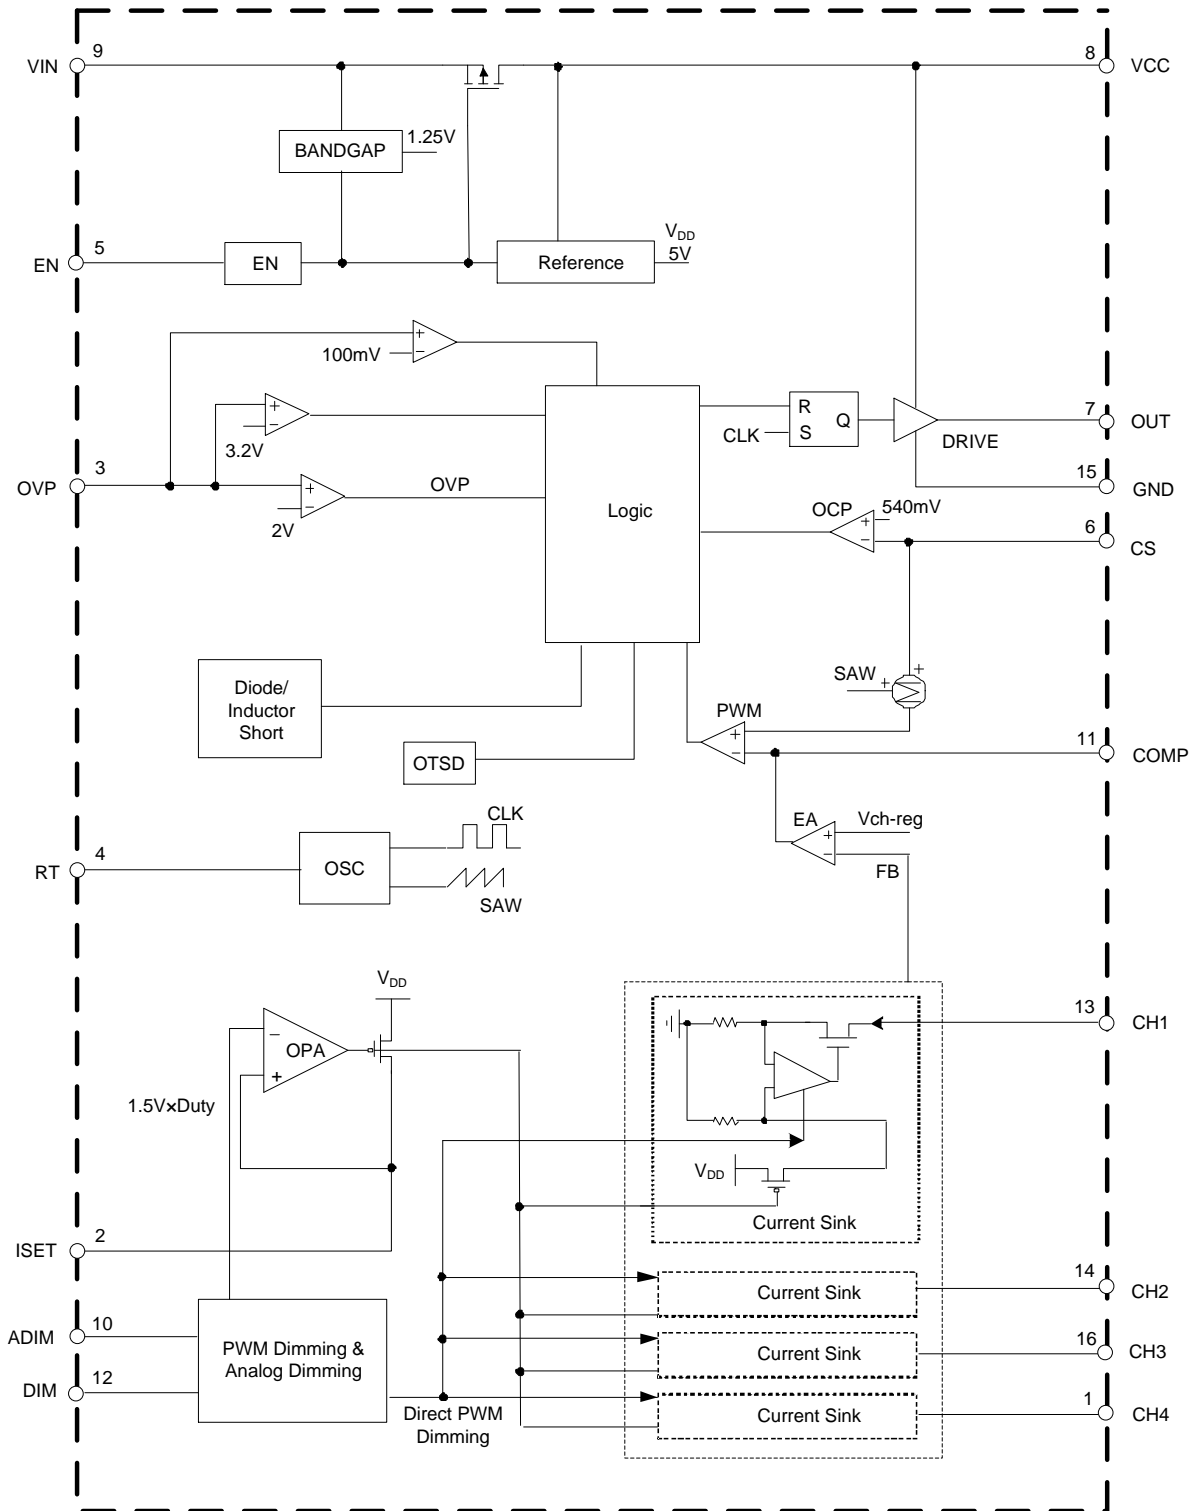 9
8
VIN
VCC
1.25V
BANDGAP
5
V_DD
5V
EN
EN
Reference
+
−
100mV
+
−
3.2V
R
S
Q
CLK
7
OUT
DRIVE
3
OVP
+
−
2V
OVP
15
GND
Logic
OCP
+
−
540mV
6
CS
SAW
+
+
Diode/
Inductor
Short
PWM
+
−
11
COMP
OTSD
CLK
EA
+
−
Vch-reg
FB
4
RT
OSC
SAW
V_DD
−
OPA
+
13
CH1
1.5V×Duty
V_DD
Current Sink
2
ISET
14
Current Sink
CH2
10
ADIM
PWM Dimming &
Analog Dimming
16
Current Sink
CH3
12
DIM
Direct PWM
Dimming
1
Current Sink
CH4